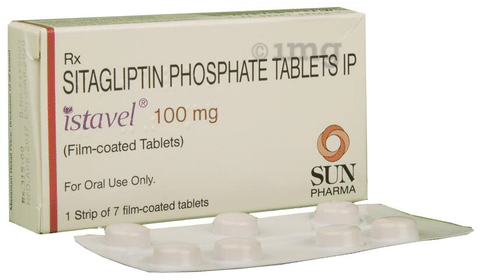 1mg
Rx
SITAGLIPTIN PHOSPHATE TABLETS IP
istavel® 100 mg
(Film-coated Tablets)
For Oral Use Only.
1 Strip of 7 film-coated tablets
SUN
PHARMA